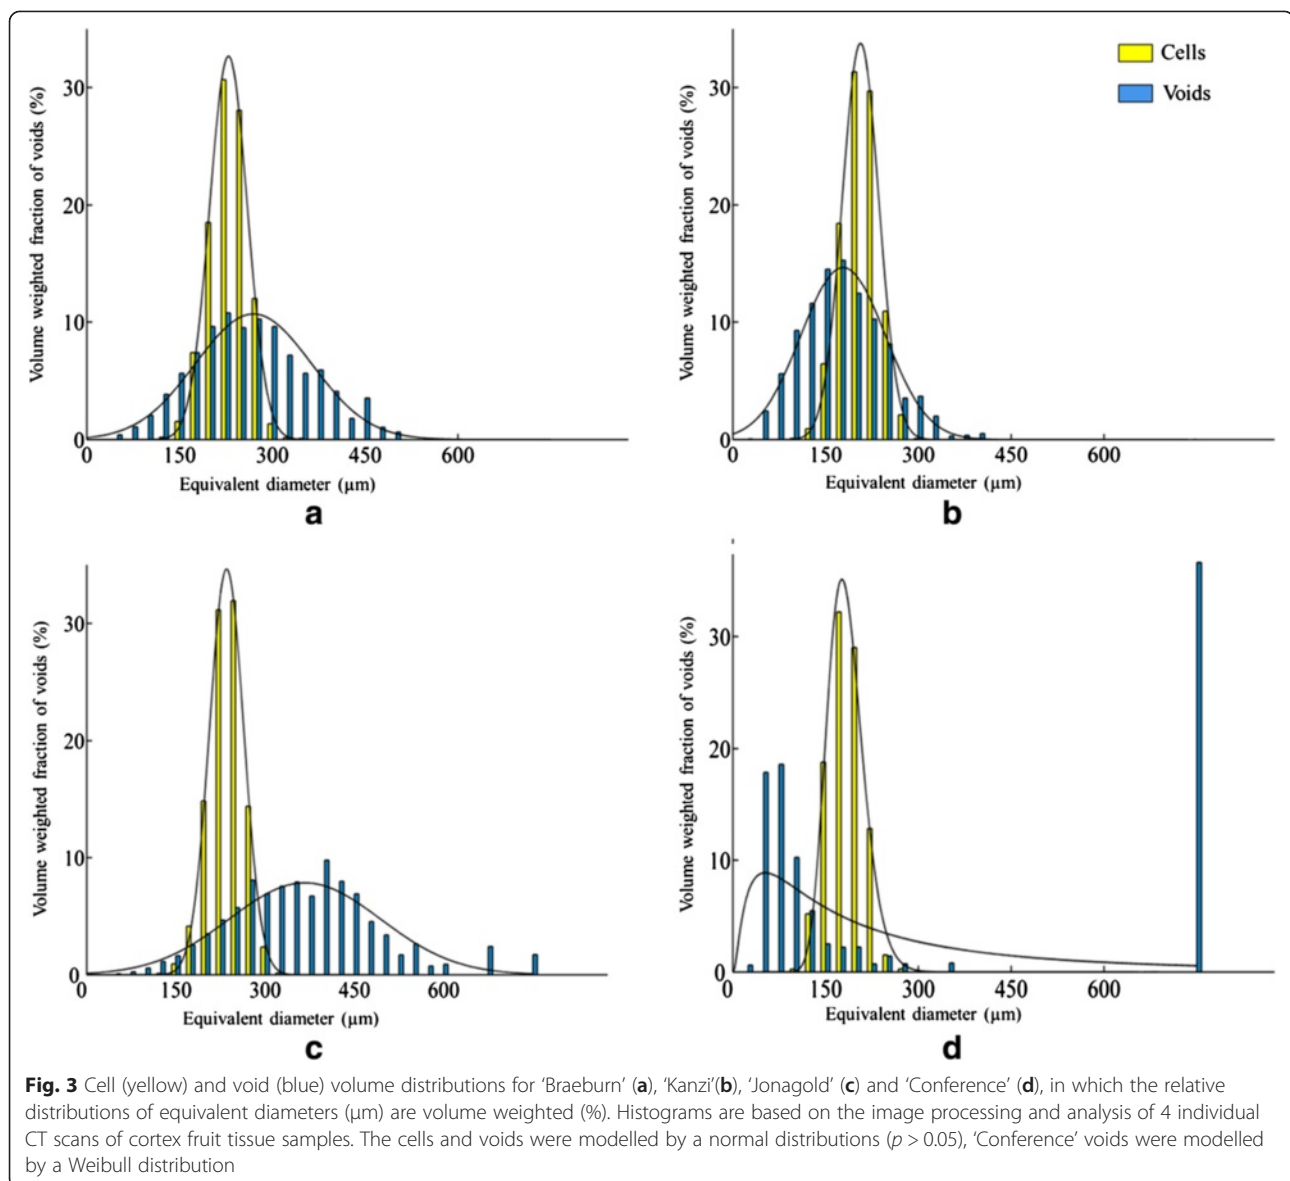 Cells
Voids
Volume weighted fraction of voids (%)
30
20
10
0
0 150 300 450 600
Equivalent diameter (µm)
a
Volume weighted fraction of voids (%)
30
20
10
0
0 150 300 450 600
Equivalent diameter (µm)
b
Volume weighted fraction of voids (%)
30
20
10
0
0 150 300 450 600
Equivalent diameter (µm)
c
Volume weighted fraction of voids (%)
30
20
10
0
0 150 300 450 600
Equivalent diameter (µm)
d
Fig. 3 Cell (yellow) and void (blue) volume distributions for ‘Braeburn’ (a), ‘Kanzi’(b), ‘Jonagold’ (c) and ‘Conference’ (d), in which the relative
distributions of equivalent diameters (µm) are volume weighted (%). Histograms are based on the image processing and analysis of 4 individual
CT scans of cortex fruit tissue samples. The cells and voids were modelled by a normal distributions (p > 0.05), ‘Conference’ voids were modelled
by a Weibull distribution